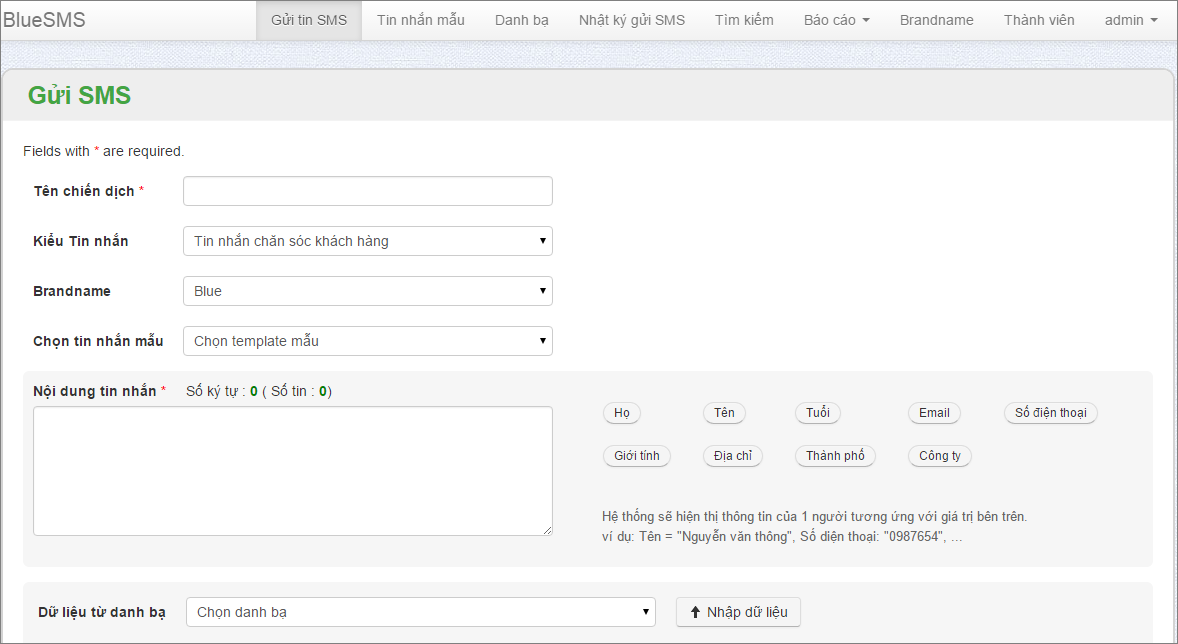 BlueSMS Gửi tin SMS Tin nhắn mẫu Danh bạ Nhật ký gửi SMS Tìm kiếm Báo cáo Brandname Thành viên admin
Gửi SMS
Fields with * are required.
Tên chiến dịch *
Kiểu Tin nhắn Tin nhắn chăn sóc khách hàng
Brandname Blue
Chọn tin nhắn mẫu Chọn template mẫu
Nội dung tin nhắn * Số ký tự : 0 ( Số tin : 0)
Họ Tên Tuổi Email Số điện thoại
Giới tính Địa chỉ Thành phố Công ty
Hệ thống sẽ hiện thị thông tin của 1 người tương ứng với giá trị bên trên.
ví dụ: Tên = "Nguyễn văn thông", Số diện thoại: "0987654", ...
Dữ liệu từ danh bạ Chọn danh bạ Nhập dữ liệu